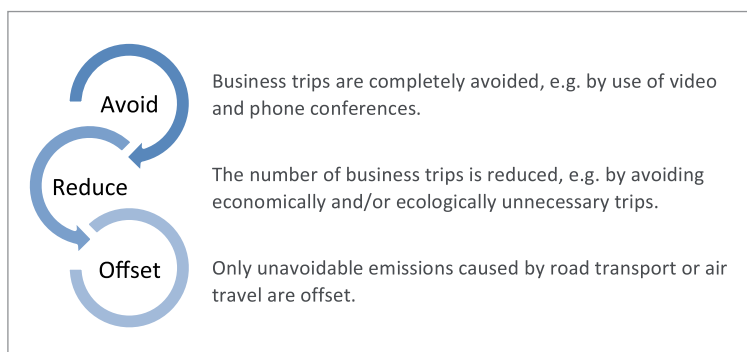 Avoid
Business trips are completely avoided, e.g. by use of video
and phone conferences.
Reduce
The number of business trips is reduced, e.g. by avoiding
economically and/or ecologically unnecessary trips.
Offset
Only unavoidable emissions caused by road transport or air
travel are offset.